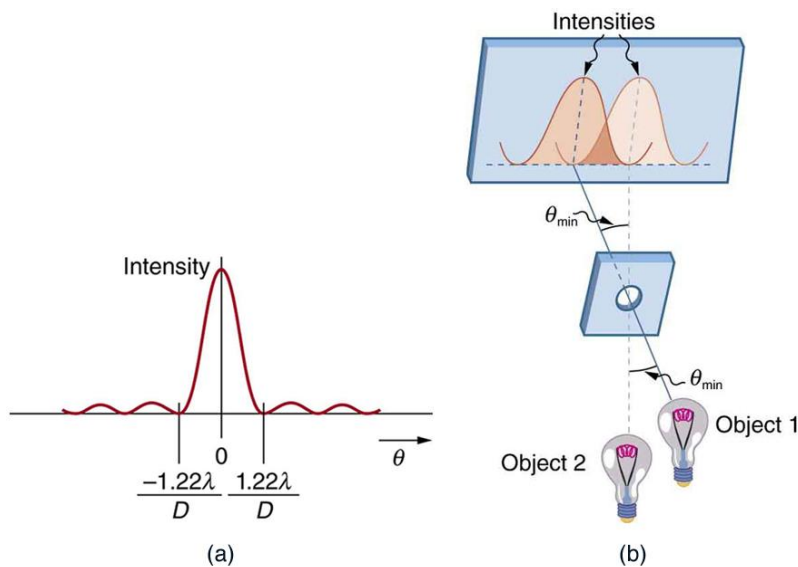 Intensities
θmin
Intensity
θmin
Object 1
Object 2
0
θ
−1.22λ
D
1.22λ
D
(a)
(b)